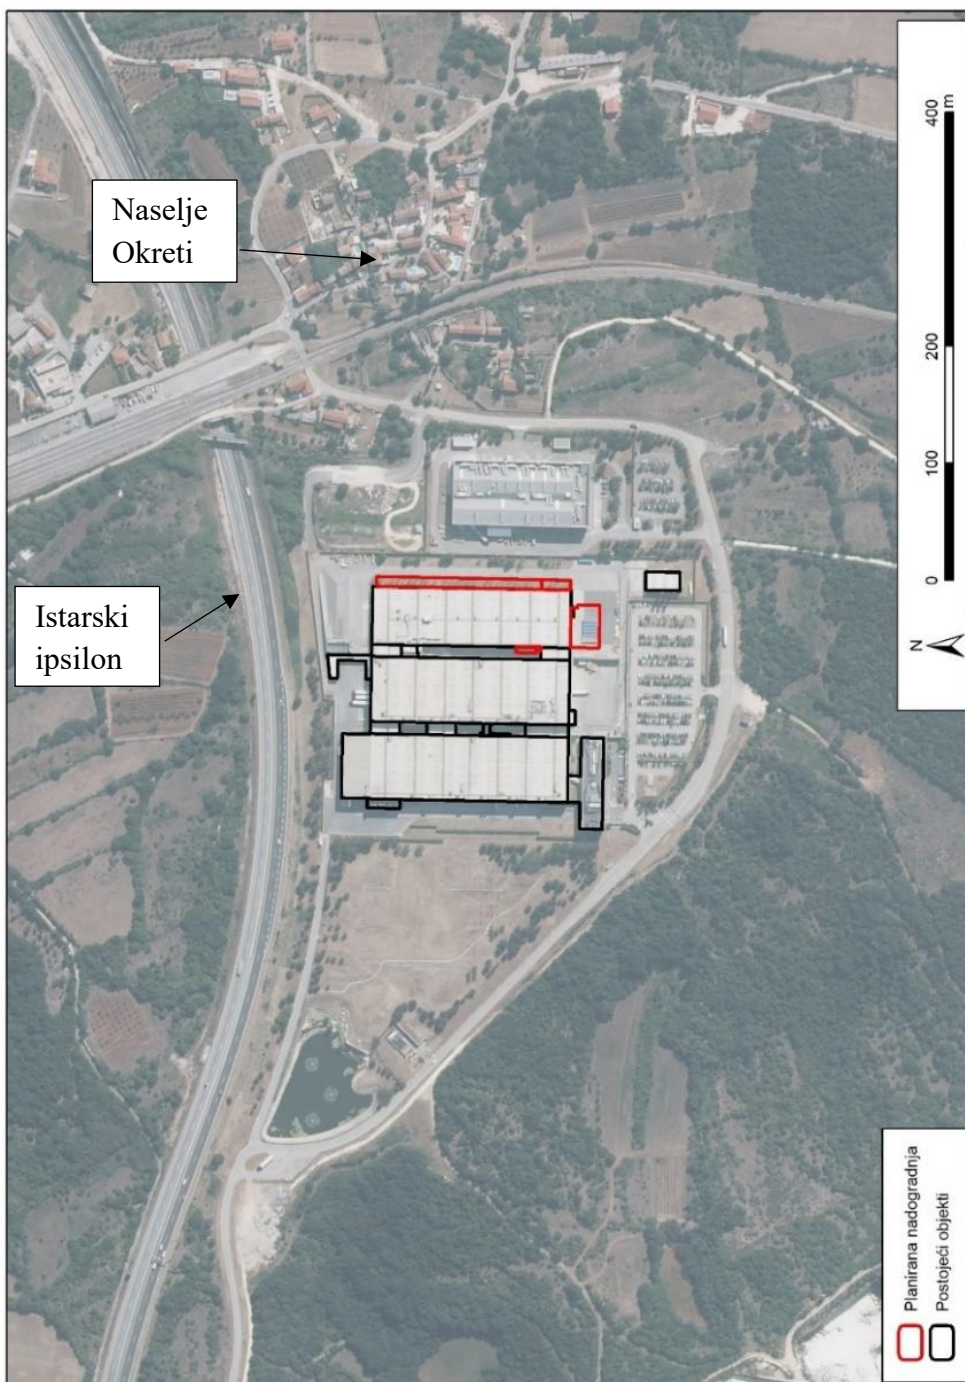 Naselje
Okreti
Istarski
ipsilon
400
m
200
100
0
N
Planirana nadogradnja
Postojeći objekti